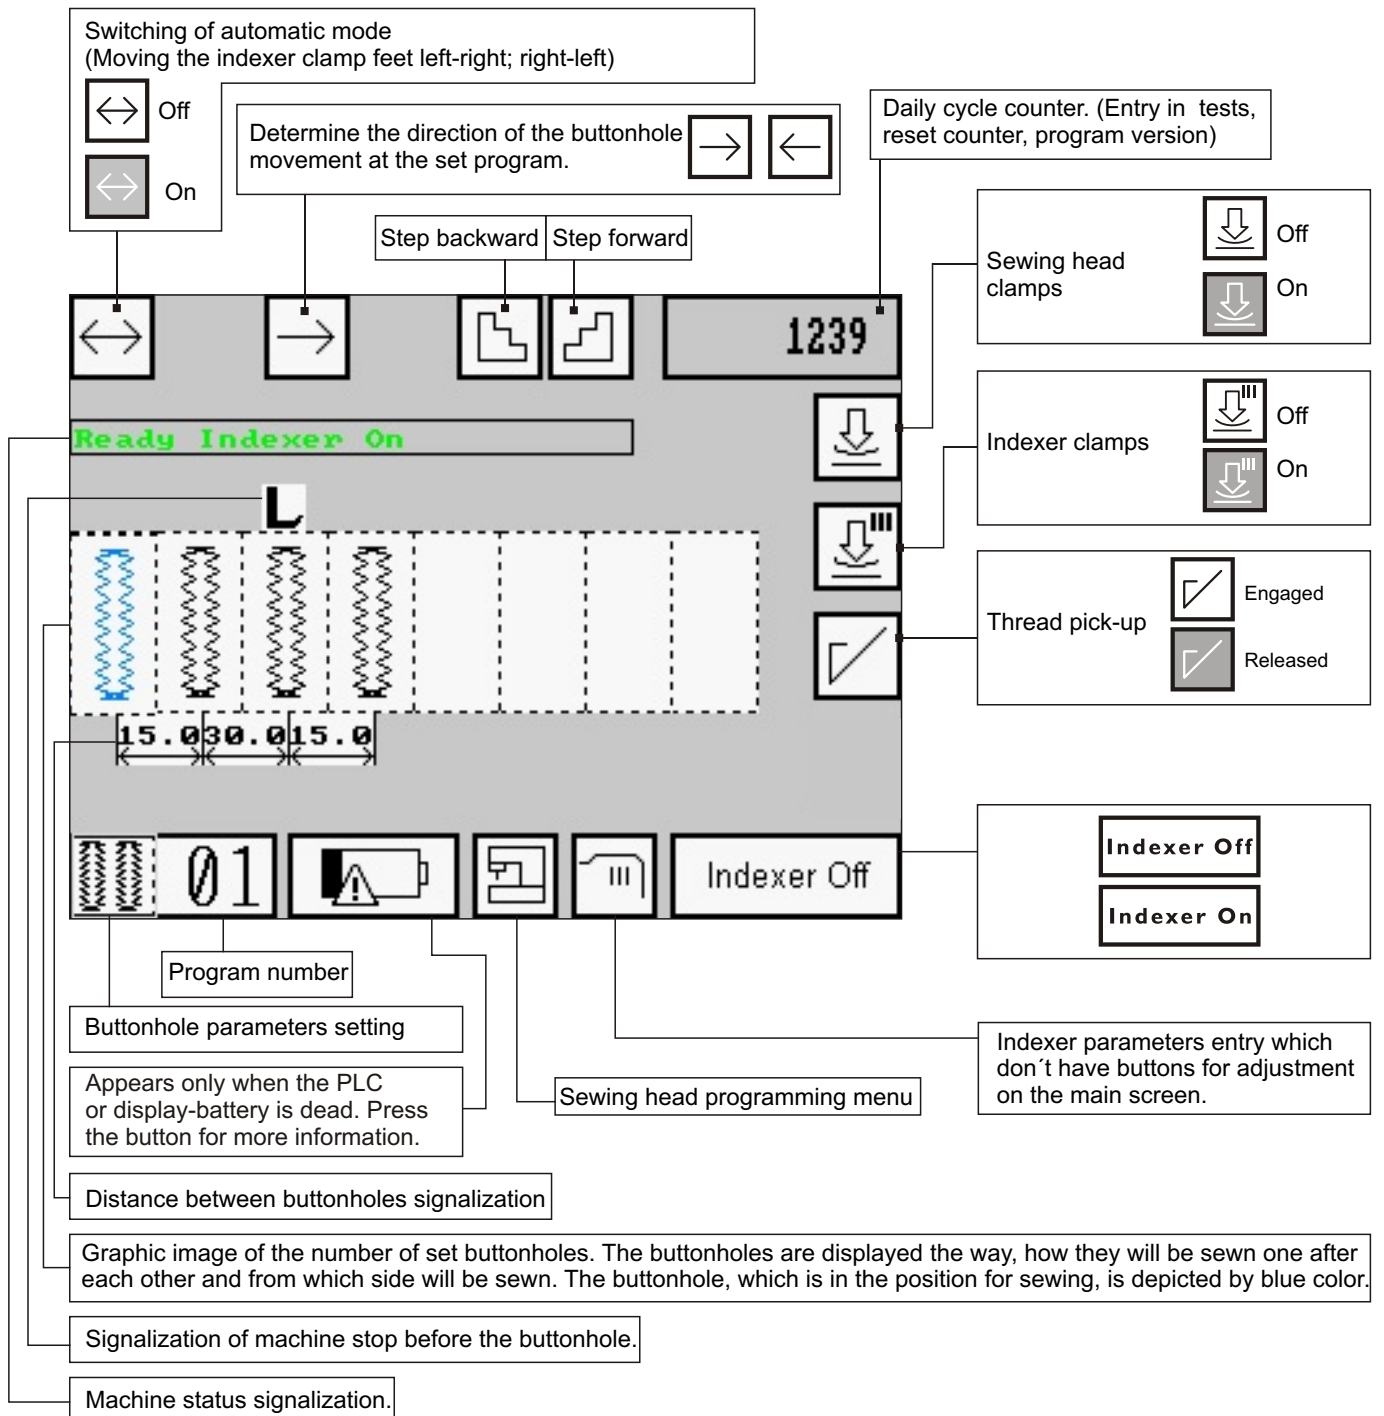 Switching of automatic mode
(Moving the indexer clamp feet left-right; right-left)
Off
On
Determine the direction of the buttonhole
movement at the set program.
Daily cycle counter. (Entry in tests,
reset counter, program version)
Step backward
Step forward
Sewing head
clamps
Off
On
1239
Ready Indexer On
Indexer clamps
Off
On
L
Thread pick-up
Engaged
Released
15.0
30.0
15.0
01
Indexer Off
Indexer Off
Indexer On
Program number
Buttonhole parameters setting
Appears only when the PLC
or display-battery is dead. Press
the button for more information.
Sewing head programming menu
Indexer parameters entry which
don´t have buttons for adjustment
on the main screen.
Distance between buttonholes signalization
Graphic image of the number of set buttonholes. The buttonholes are displayed the way, how they will be sewn one after
each other and from which side will be sewn. The buttonhole, which is in the position for sewing, is depicted by blue color.
Signalization of machine stop before the buttonhole.
Machine status signalization.